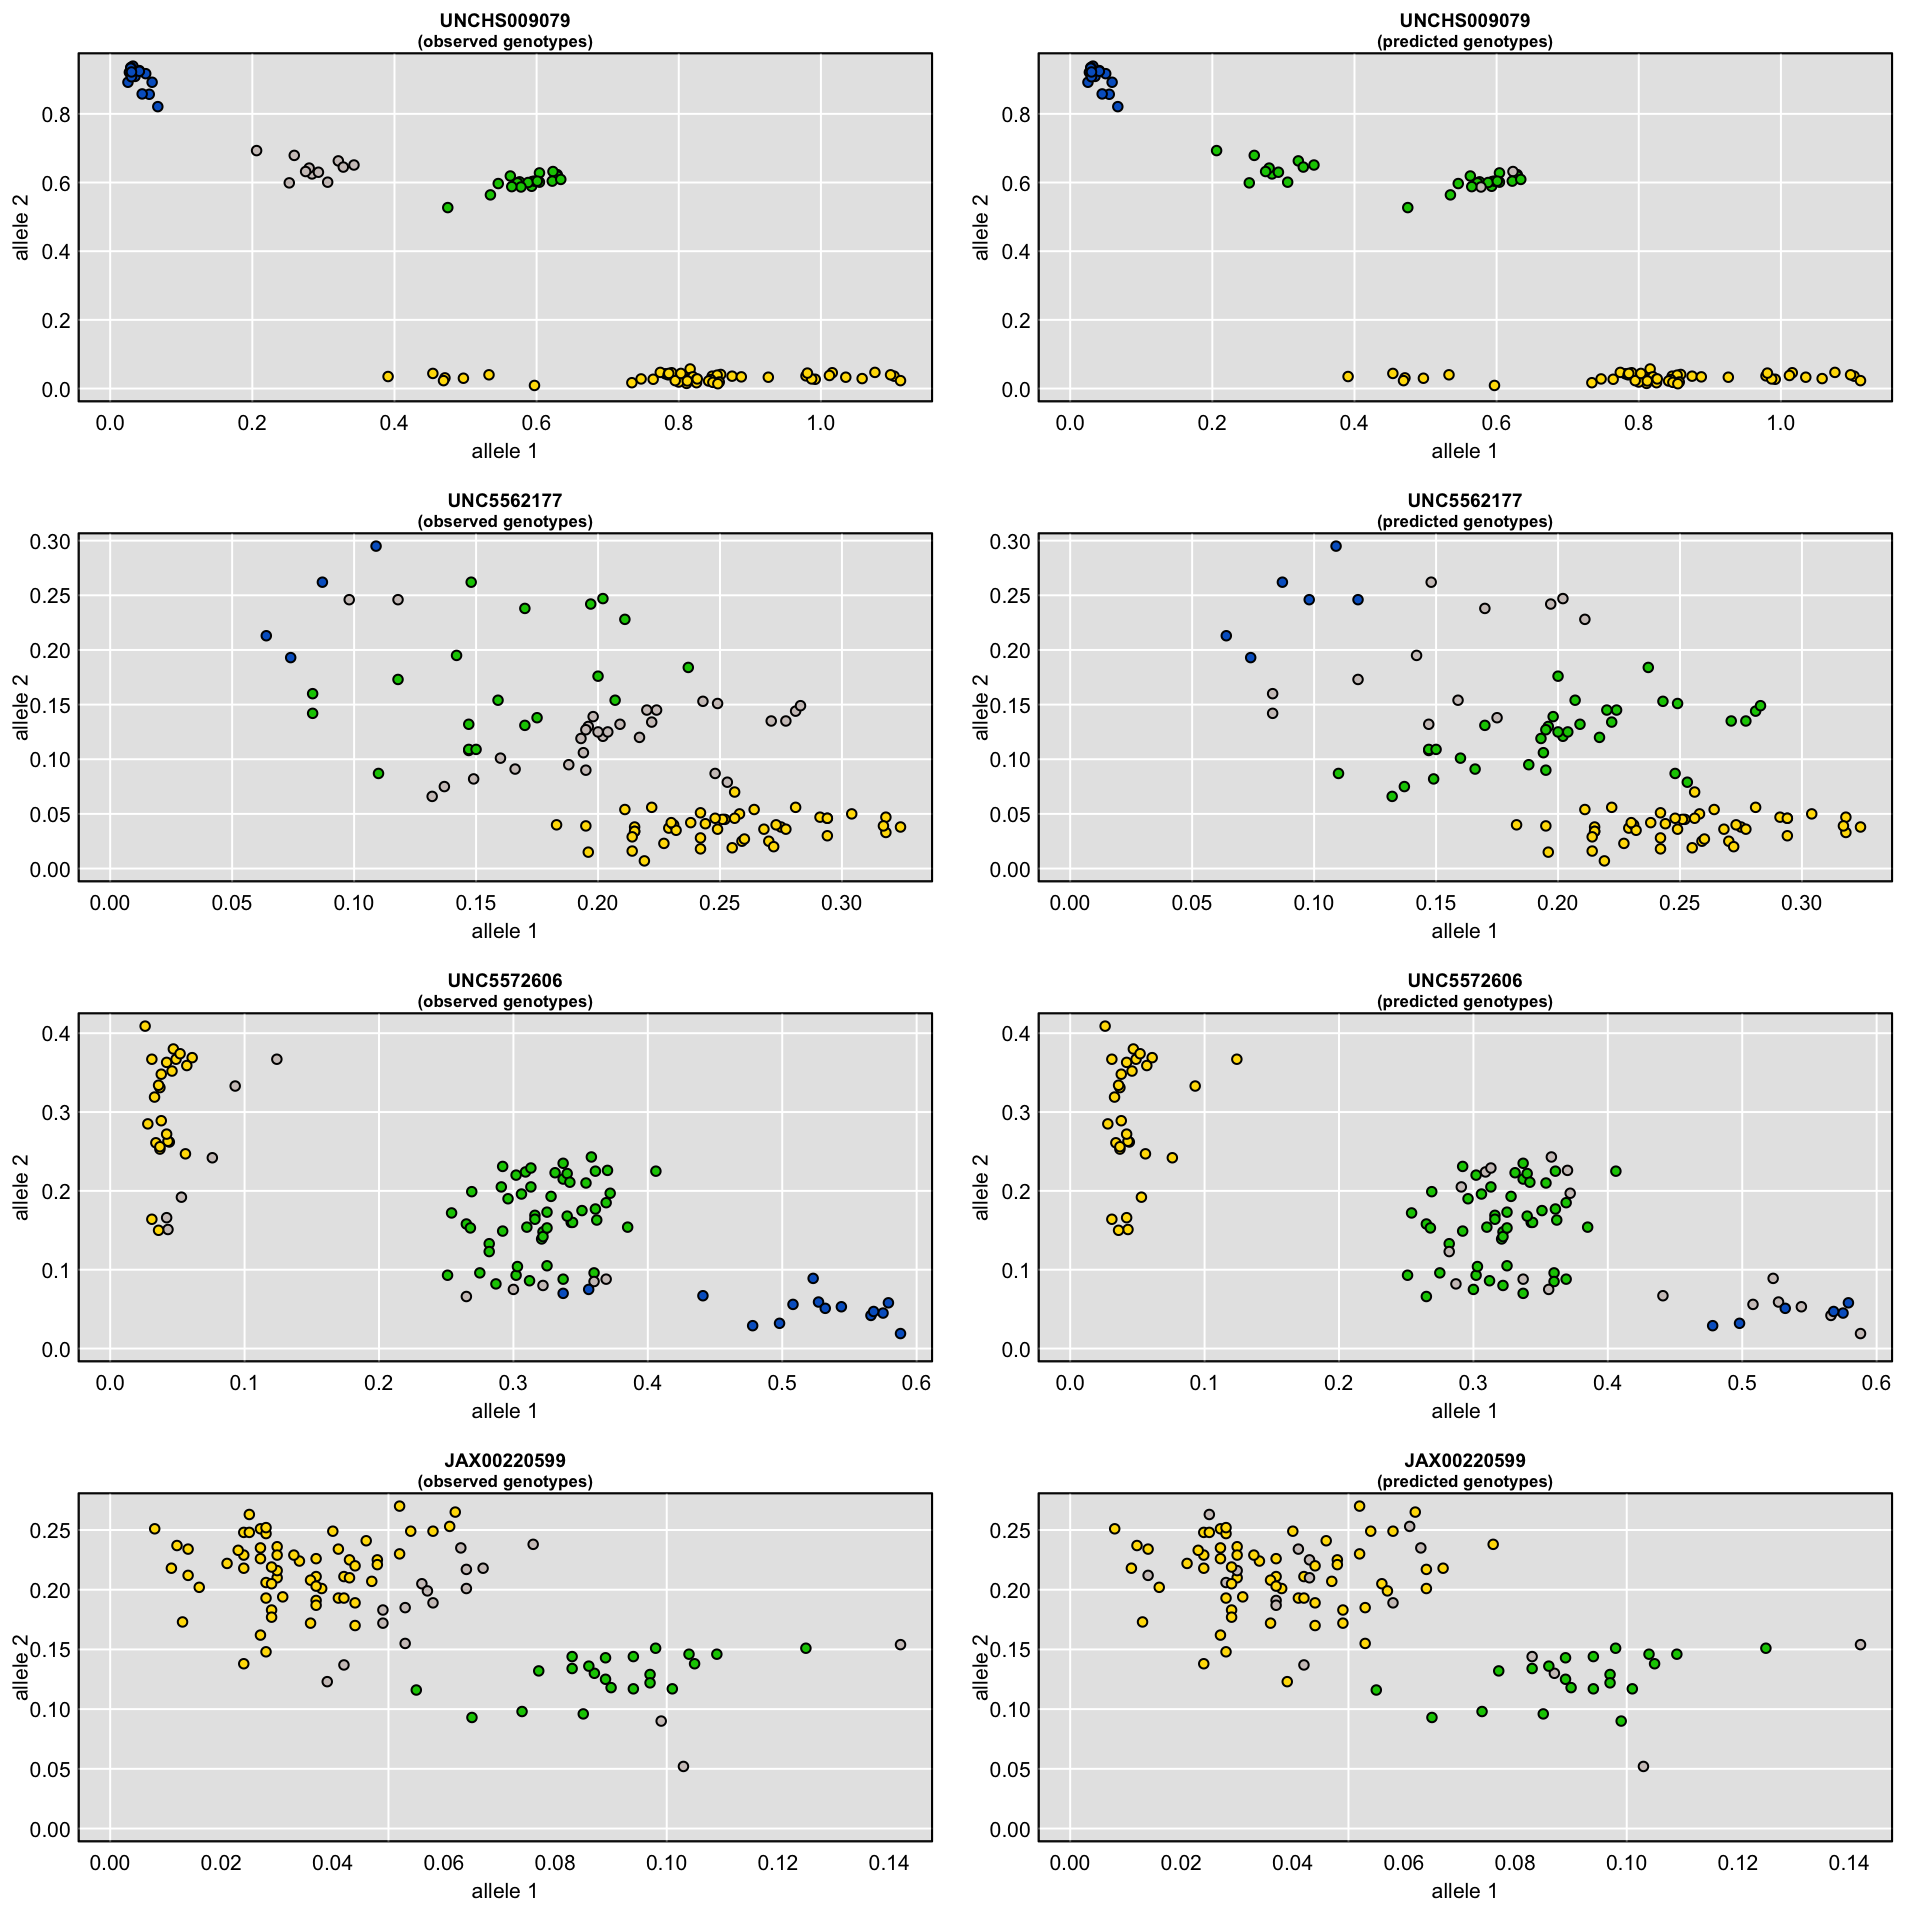 UNCHS009079
(observed genotypes)
allele 2
0.8
0.6
0.4
0.2
0.0
0.0 0.2 0.4 0.6 0.8 1.0
allele 1
UNCHS009079
(predicted genotypes)
allele 2
0.8
0.6
0.4
0.2
0.0
0.0 0.2 0.4 0.6 0.8 1.0
allele 1
UNC5562177
(observed genotypes)
allele 2
0.30
0.25
0.20
0.15
0.10
0.05
0.00
0.00 0.05 0.10 0.15 0.20 0.25 0.30
allele 1
UNC5562177
(predicted genotypes)
allele 2
0.30
0.25
0.20
0.15
0.10
0.05
0.00
0.00 0.05 0.10 0.15 0.20 0.25 0.30
allele 1
UNC5572606
(observed genotypes)
allele 2
0.4
0.3
0.2
0.1
0.0
0.0 0.1 0.2 0.3 0.4 0.5 0.6
allele 1
UNC5572606
(predicted genotypes)
allele 2
0.4
0.3
0.2
0.1
0.0
0.0 0.1 0.2 0.3 0.4 0.5 0.6
allele 1
JAX00220599
(observed genotypes)
allele 2
0.25
0.20
0.15
0.10
0.05
0.00
0.00 0.02 0.04 0.06 0.08 0.10 0.12 0.14
allele 1
JAX00220599
(predicted genotypes)
allele 2
0.25
0.20
0.15
0.10
0.05
0.00
0.00 0.02 0.04 0.06 0.08 0.10 0.12 0.14
allele 1